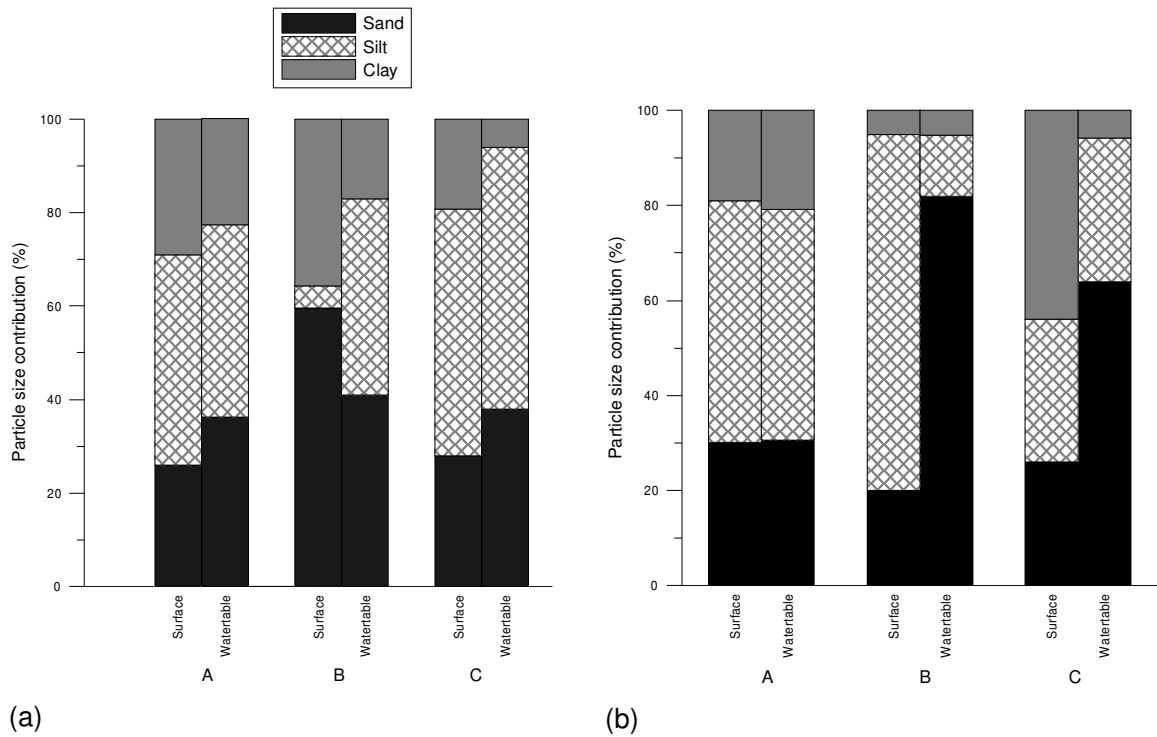 Sand
Silt
Clay
Particle size contribution (%)
100
80
60
40
20
0
Surface
Watertable
Surface
Watertable
Surface
Watertable
A
B
C
(a)
Particle size contribution (%)
100
80
60
40
20
0
Surface
Watertable
Surface
Watertable
Surface
Watertable
A
B
C
(b)